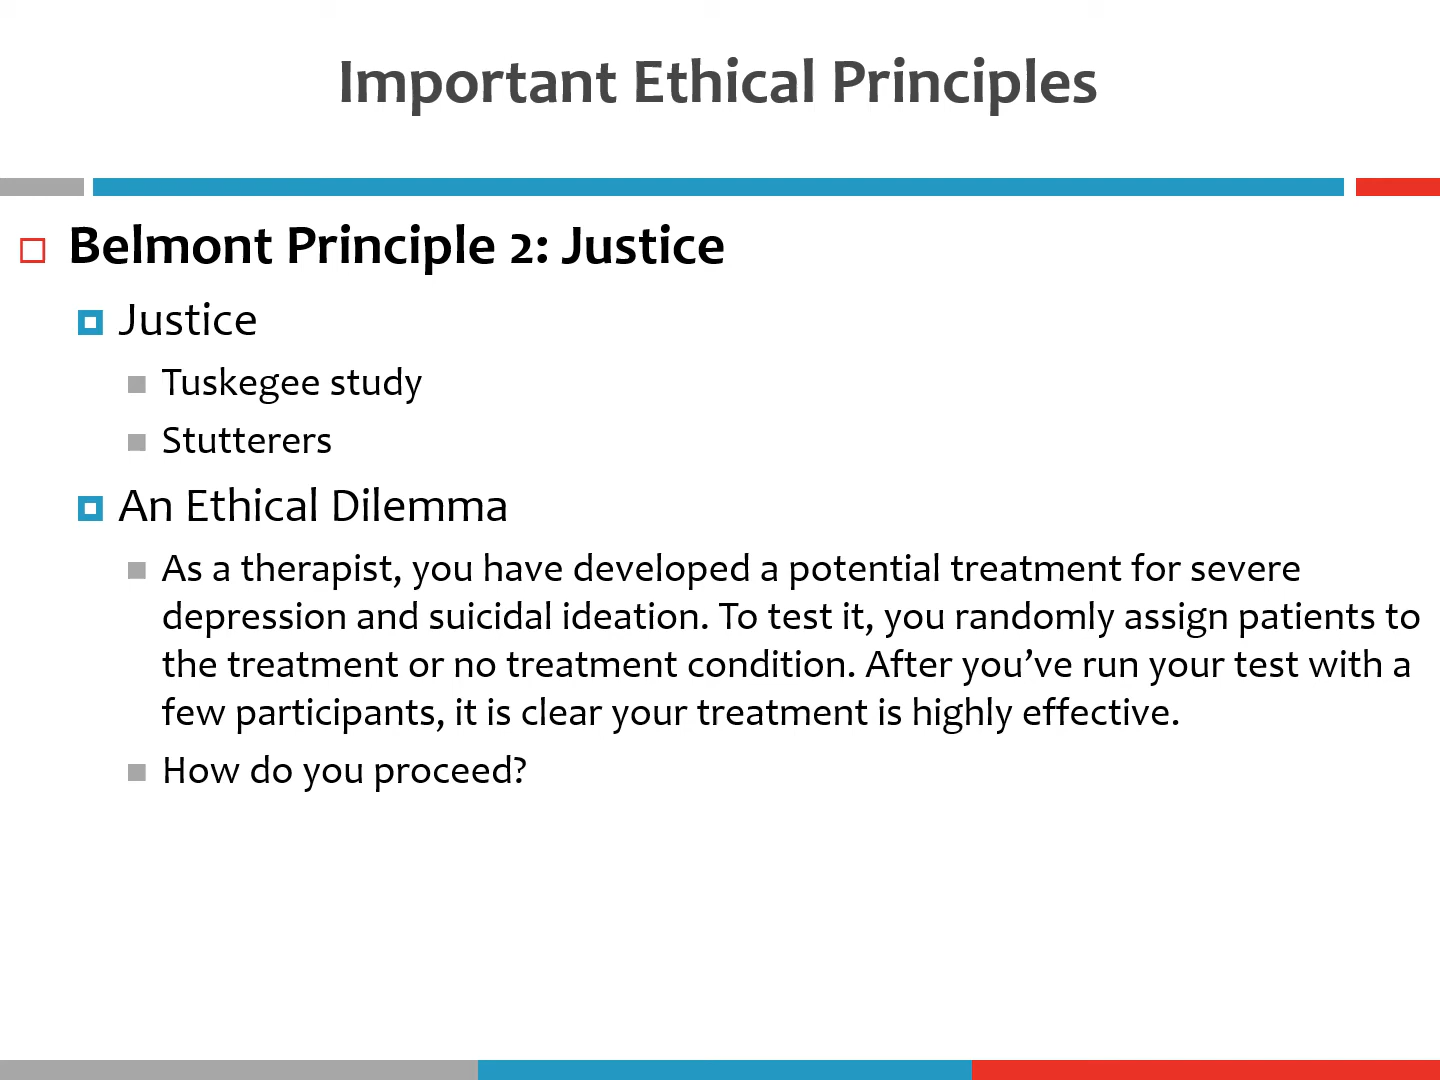 Important Ethical Principles
Belmont Principle 2: Justice
Justice
Tuskegee study
Stutterers
An Ethical Dilemma
As a therapist, you have developed a potential treatment for severe
depression and suicidal ideation. To test it, you randomly assign patients to
the treatment or no treatment condition. After you’ve run your test with a
few participants, it is clear your treatment is highly effective.
How do you proceed?